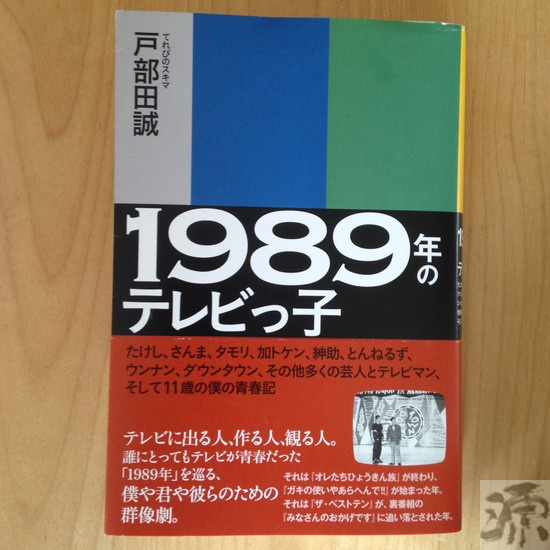 てれびのスキマ
戸部田誠
1989年の
テレビっ子
たけし、さんま、タモリ、加トケン、紳助、とんねるず、
ウンナン、ダウンタウン、その他多くの芸人とテレビマン、
そして11歳の僕の青春記
テレビに出る人、作る人、観る人。
誰にとってもテレビが青春だった
「1989年」を巡る、
僕や君や彼らのための
群像劇。
それは『オレたちひょうきん族』が終わり、
『ガキの使いやあらへんで!!』が始まった年。
それは『ザ・ベストテン』が、裏番組の
『みなさんのおかげです』に追い落とされた年。
源